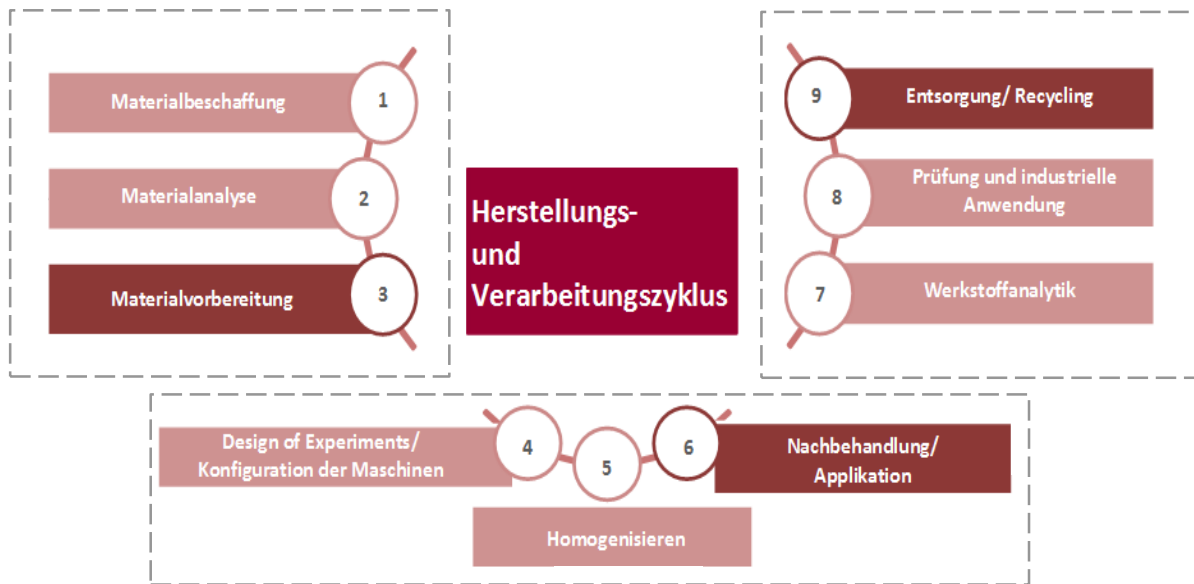 Materialbeschaffung
1
Materialanalyse
2
Materialvorbereitung
3
Herstellungs-
und
Verarbeitungszyklus
9
Entsorgung/ Recycling
8
Prüfung und industrielle
Anwendung
7
Werkstoffanalytik
Design of Experiments/
Konfiguration der Maschinen
4
5
Homogenisieren
6
Nachbehandlung/
Applikation